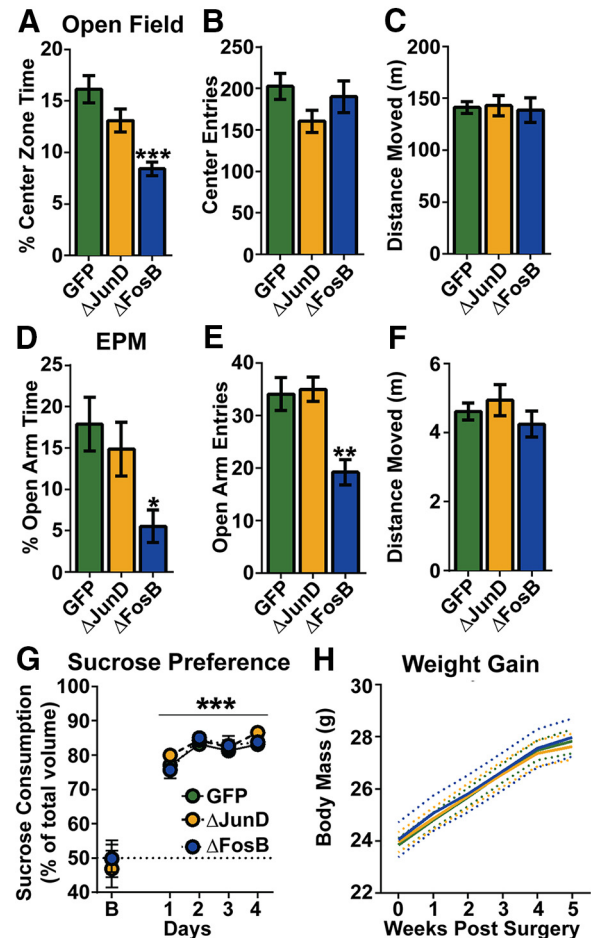 A Open Field
% Center Zone Time
20
15
10
5
0
***
GFP
ΔJunD
ΔFosB
B
Center Entries
250
200
150
100
50
0
GFP
ΔJunD
ΔFosB
C
Distance Moved (m)
200
150
100
50
0
GFP
ΔJunD
ΔFosB
D EPM
% Open Arm Time
25
20
15
10
5
0
*
GFP
ΔJunD
ΔFosB
E
Open Arm Entries
40
30
20
10
0
**
GFP
ΔJunD
ΔFosB
F
Distance Moved (m)
6
4
2
0
GFP
ΔJunD
ΔFosB
G Sucrose Preference
Sucrose Consumption
(% of total volume)
100
90
80
70
60
50
40
***
GFP
ΔJunD
ΔFosB
B 1 2 3 4
Days
H Weight Gain
Body Mass (g)
28
26
24
22
0 1 2 3 4 5
Weeks Post Surgery